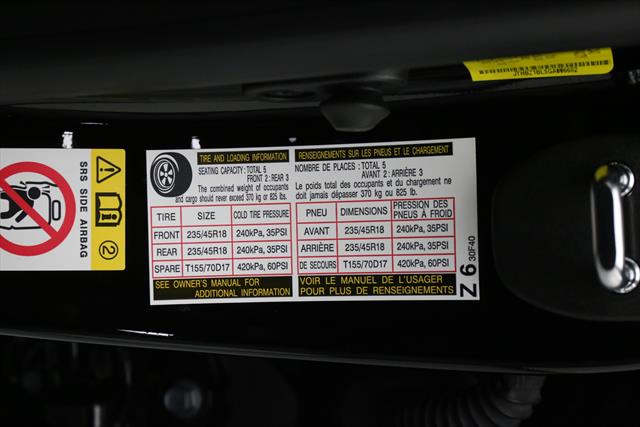 JTHBZ1BL5GA006682
SRS SIDE AIRBAG
2
TIRE AND LOADING INFORMATION
SEATING CAPACITY: TOTAL 5
FRONT 2 : REAR 3
The combined weight of occupants
and cargo should never exceed 370 kg or 825 lb.
TIRE SIZE COLD TIRE PRESSURE
FRONT 235/45R18 240kPa, 35PSI
REAR 235/45R18 240kPa, 35PSI
SPARE T155/70D17 420kPa, 60PSI
SEE OWNER'S MANUAL FOR
ADDITIONAL INFORMATION
RENSEIGNEMENTS SUR LES PNEUS ET LE CHARGEMENT
NOMBRE DE PLACES : TOTAL 5
AVANT 2 : ARRIÈRE 3
Le poids total des occupants et du chargement ne
doit jamais dépasser 370 kg ou 825 lb.
PNEU DIMENSIONS PRESSION DES
PNEUS À FROID
AVANT 235/45R18 240kPa, 35PSI
ARRIÈRE 235/45R18 240kPa, 35PSI
DE SECOURS T155/70D17 420kPa, 60PSI
VOIR LE MANUEL DE L'USAGER
POUR PLUS DE RENSEIGNEMENTS
Z 6 30F40